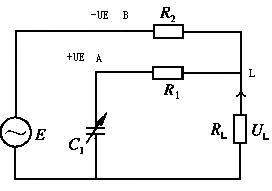 -UE B R2
+UE A L
R1
E C1 RL UL